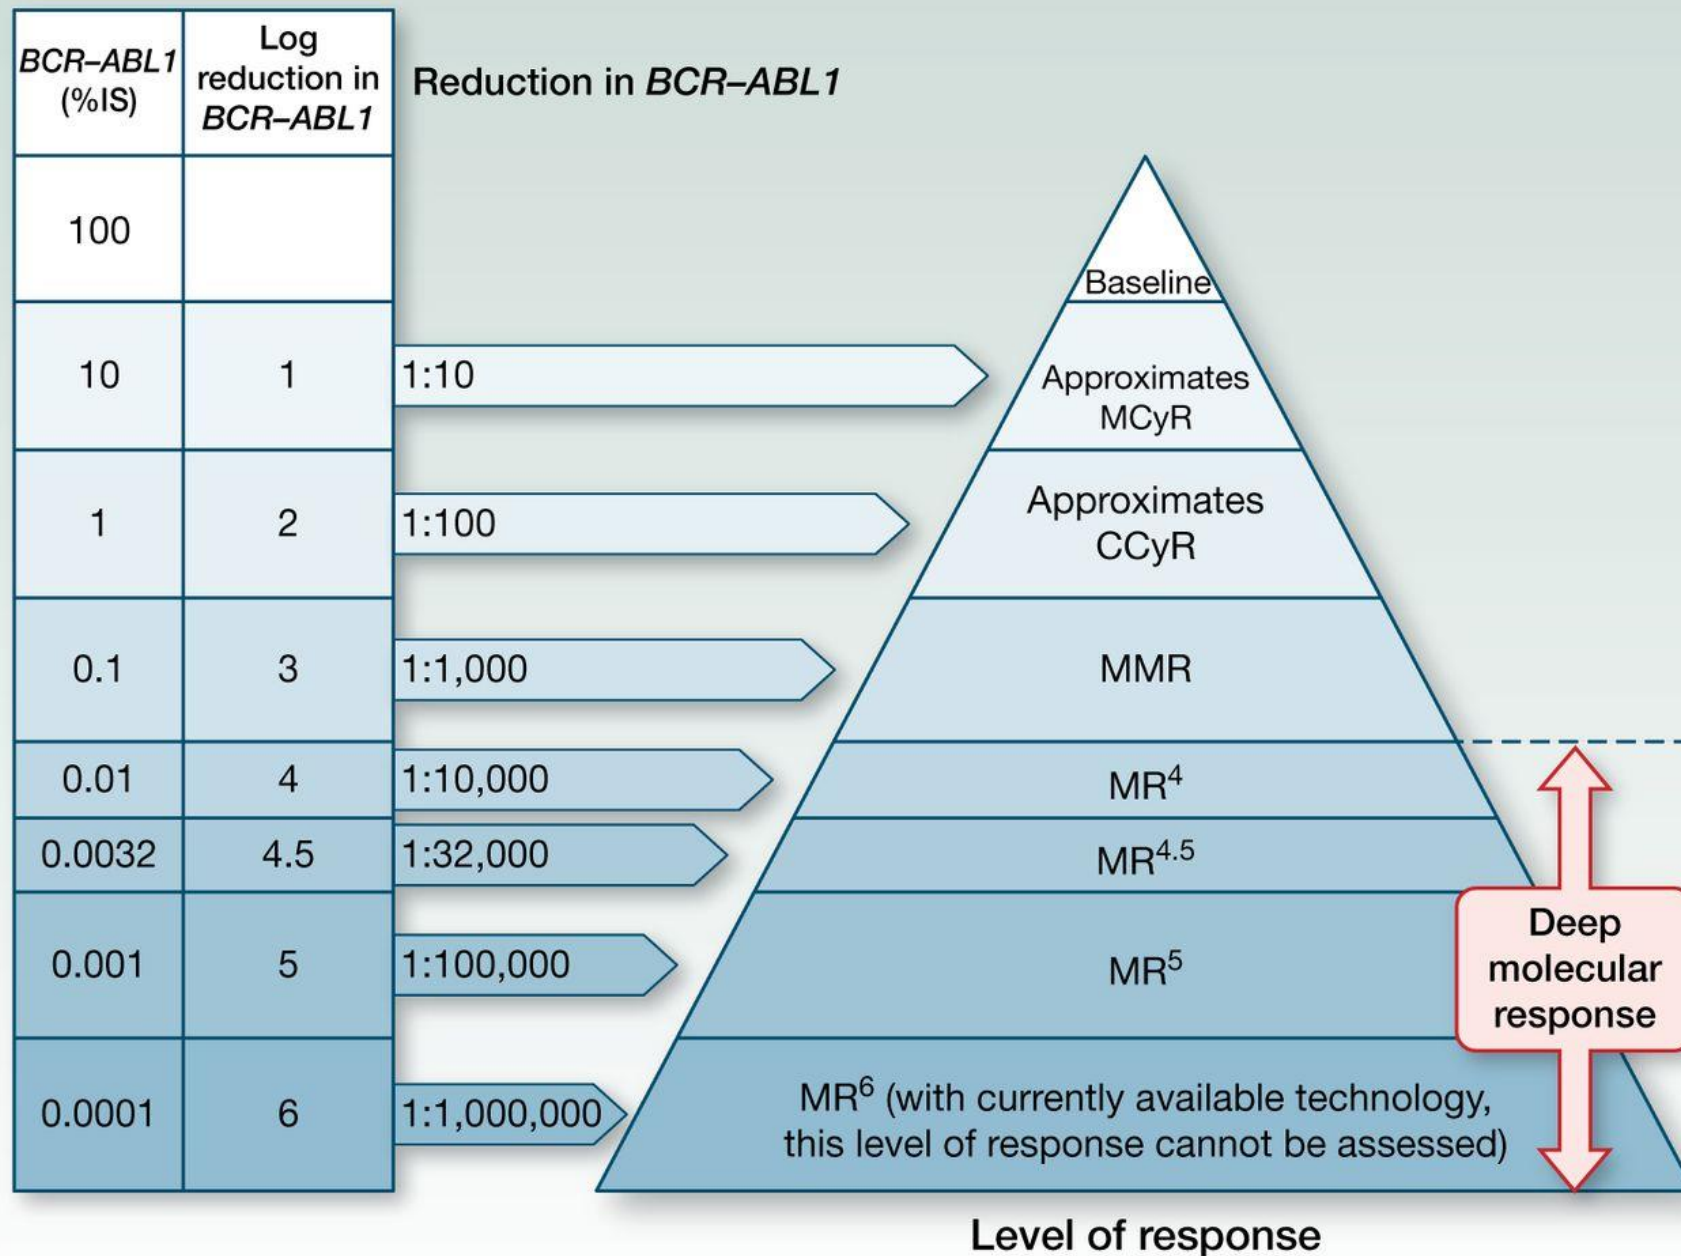 BCR–ABL1
(%IS)
Log
reduction in
BCR–ABL1
Reduction in BCR–ABL1
100
Baseline
10
1
1:10
Approximates
MCyR
1
2
1:100
Approximates
CCyR
0.1
3
1:1,000
MMR
0.01
4
1:10,000
MR⁴
0.0032
4.5
1:32,000
MR⁴·⁵
0.001
5
1:100,000
MR⁵
Deep
molecular
response
0.0001
6
1:1,000,000
MR⁶ (with currently available technology,
this level of response cannot be assessed)
Level of response